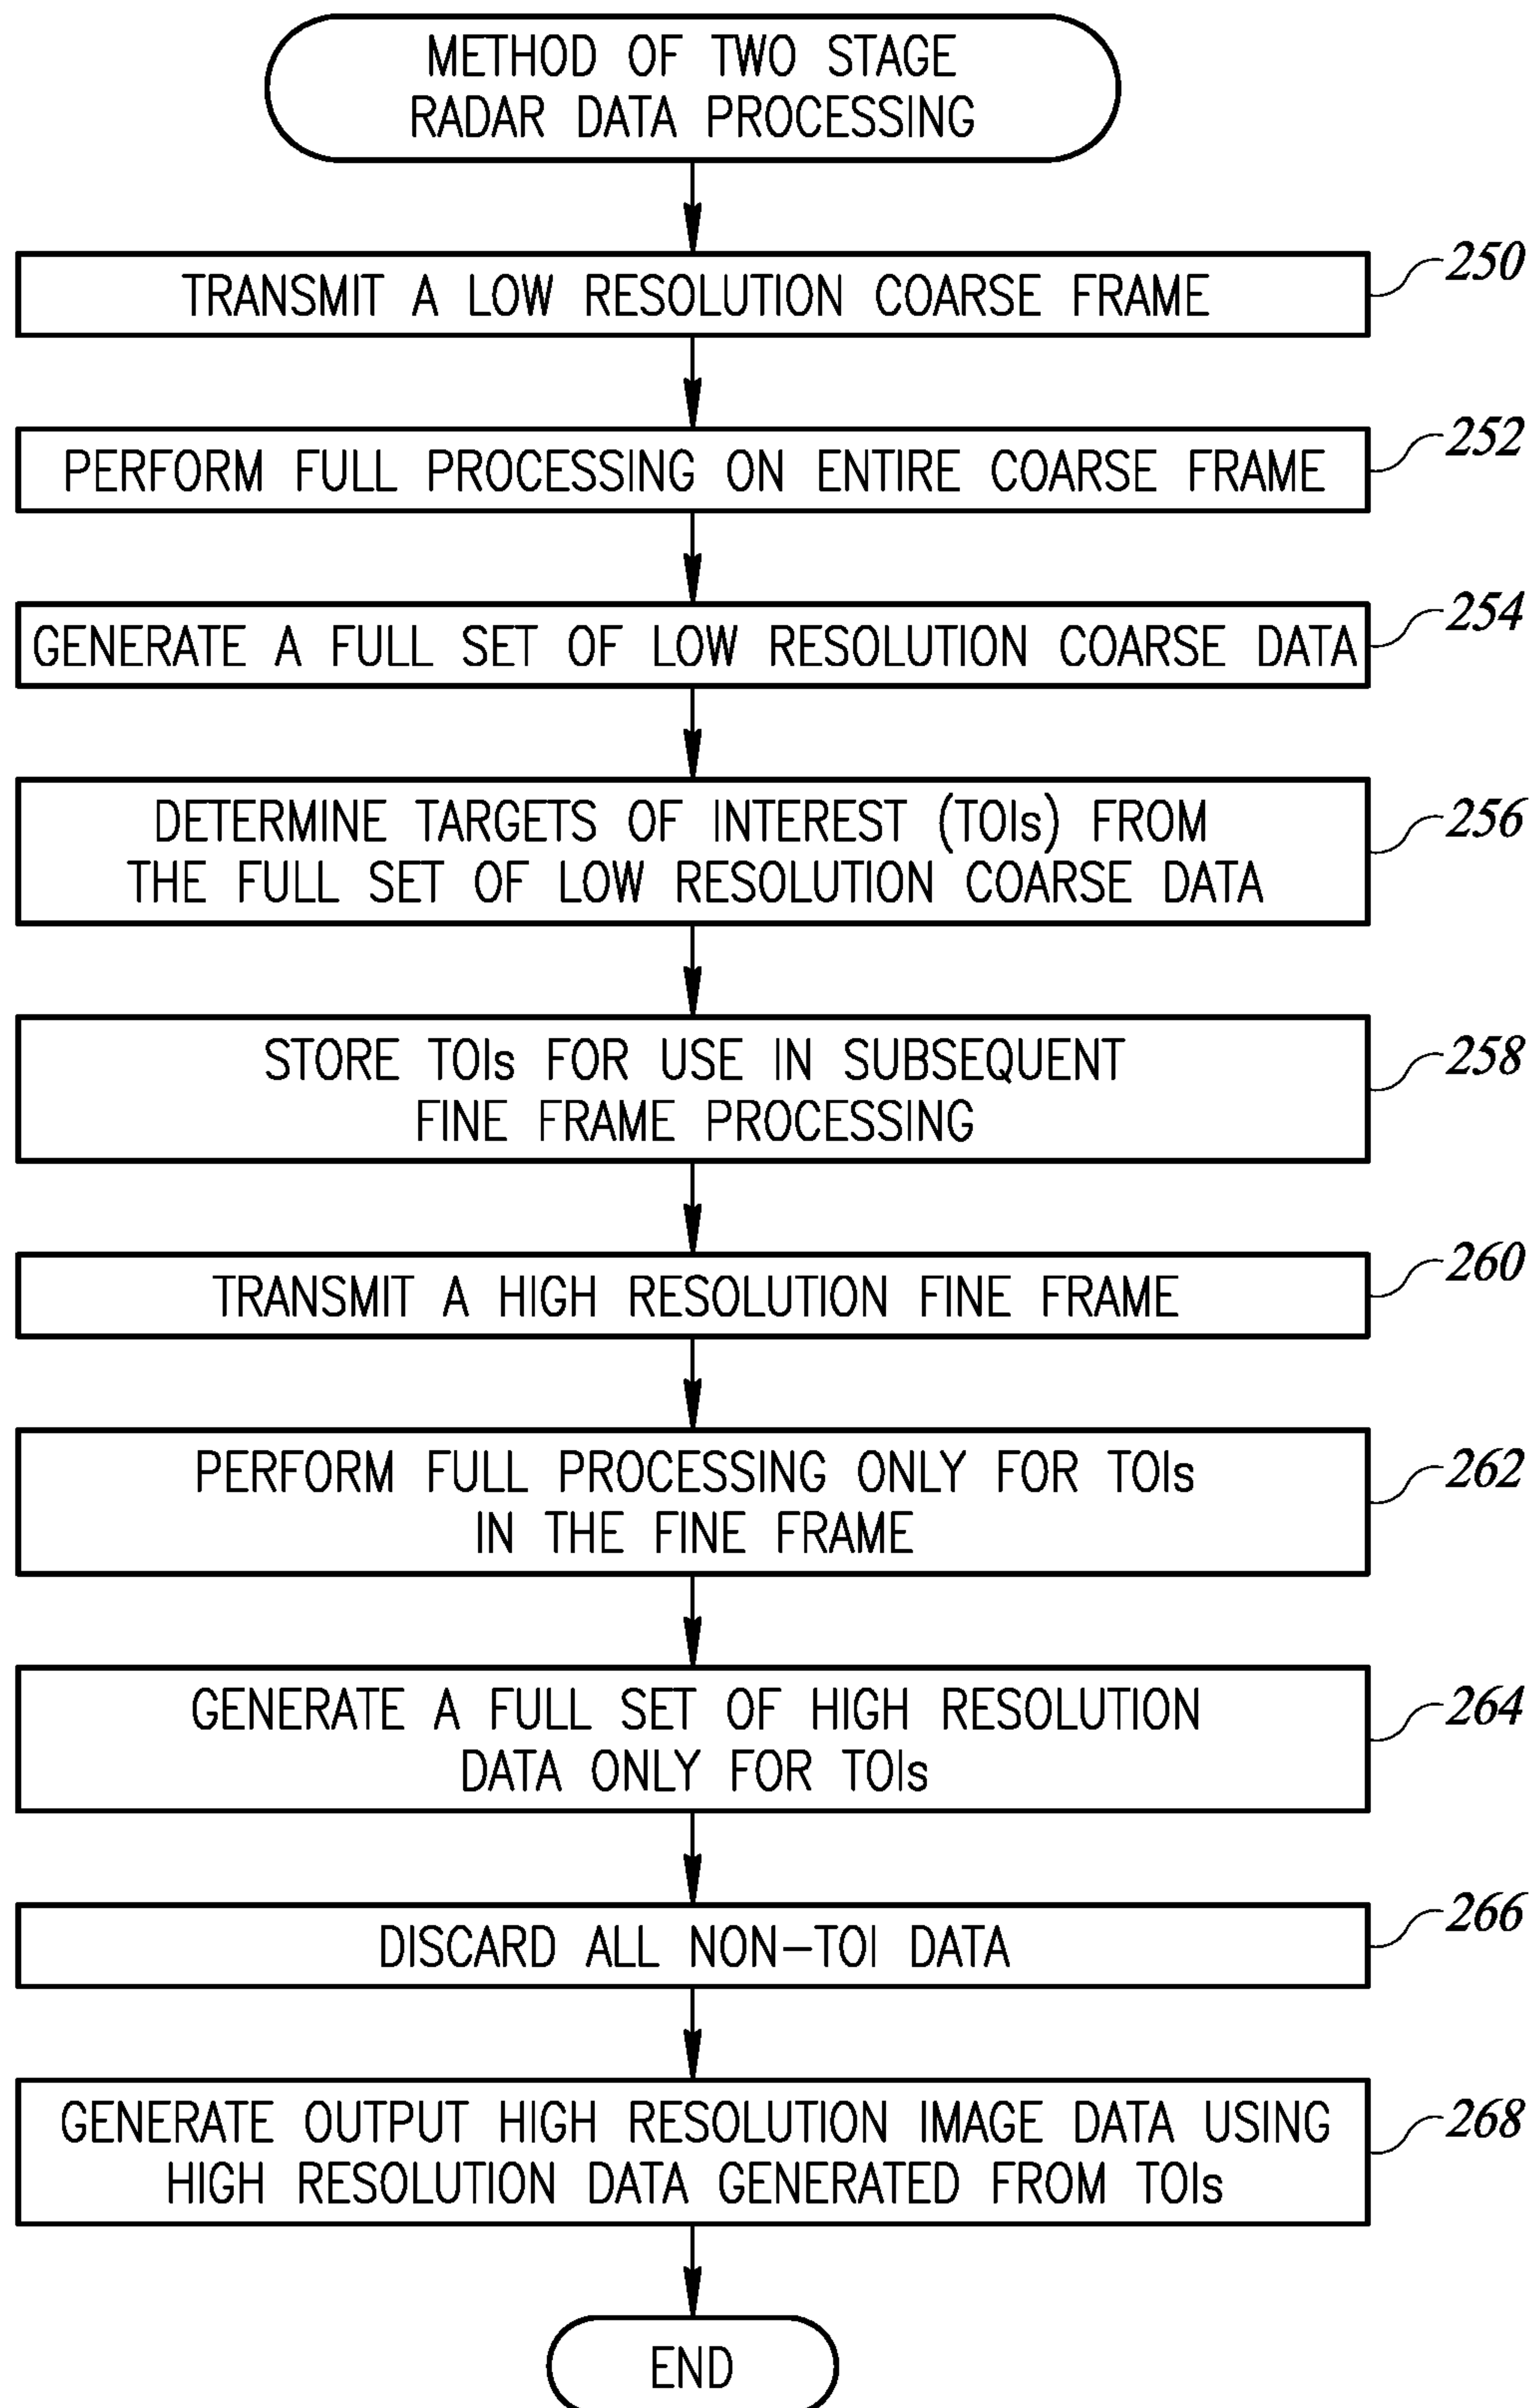 METHOD OF TWO STAGE
RADAR DATA PROCESSING
TRANSMIT A LOW RESOLUTION COARSE FRAME
250
PERFORM FULL PROCESSING ON ENTIRE COARSE FRAME
252
GENERATE A FULL SET OF LOW RESOLUTION COARSE DATA
254
DETERMINE TARGETS OF INTEREST (TOIs) FROM
THE FULL SET OF LOW RESOLUTION COARSE DATA
256
STORE TOIs FOR USE IN SUBSEQUENT
FINE FRAME PROCESSING
258
TRANSMIT A HIGH RESOLUTION FINE FRAME
260
PERFORM FULL PROCESSING ONLY FOR TOIs
IN THE FINE FRAME
262
GENERATE A FULL SET OF HIGH RESOLUTION
DATA ONLY FOR TOIs
264
DISCARD ALL NON-TOI DATA
266
GENERATE OUTPUT HIGH RESOLUTION IMAGE DATA USING
HIGH RESOLUTION DATA GENERATED FROM TOIs
268
END